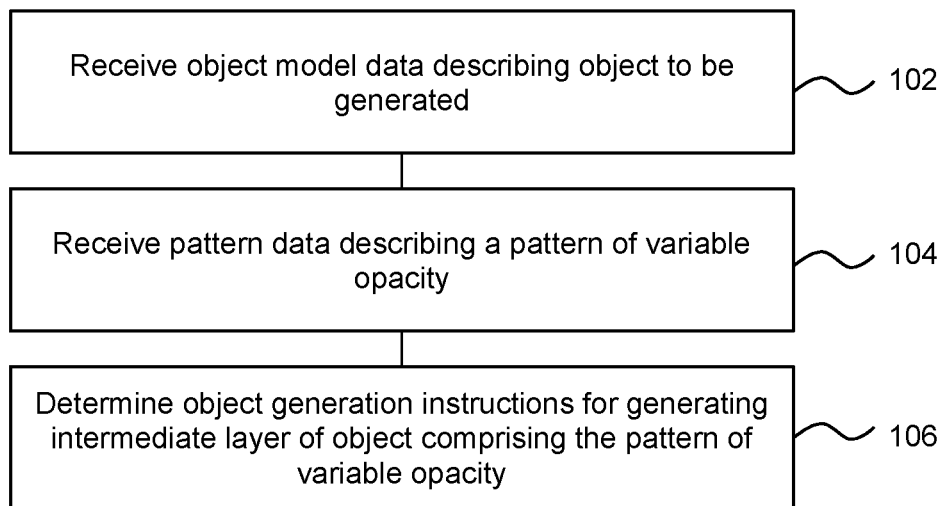 Receive object model data describing object to be
generated
102
Receive pattern data describing a pattern of variable
opacity
104
Determine object generation instructions for generating
intermediate layer of object comprising the pattern of
variable opacity
106